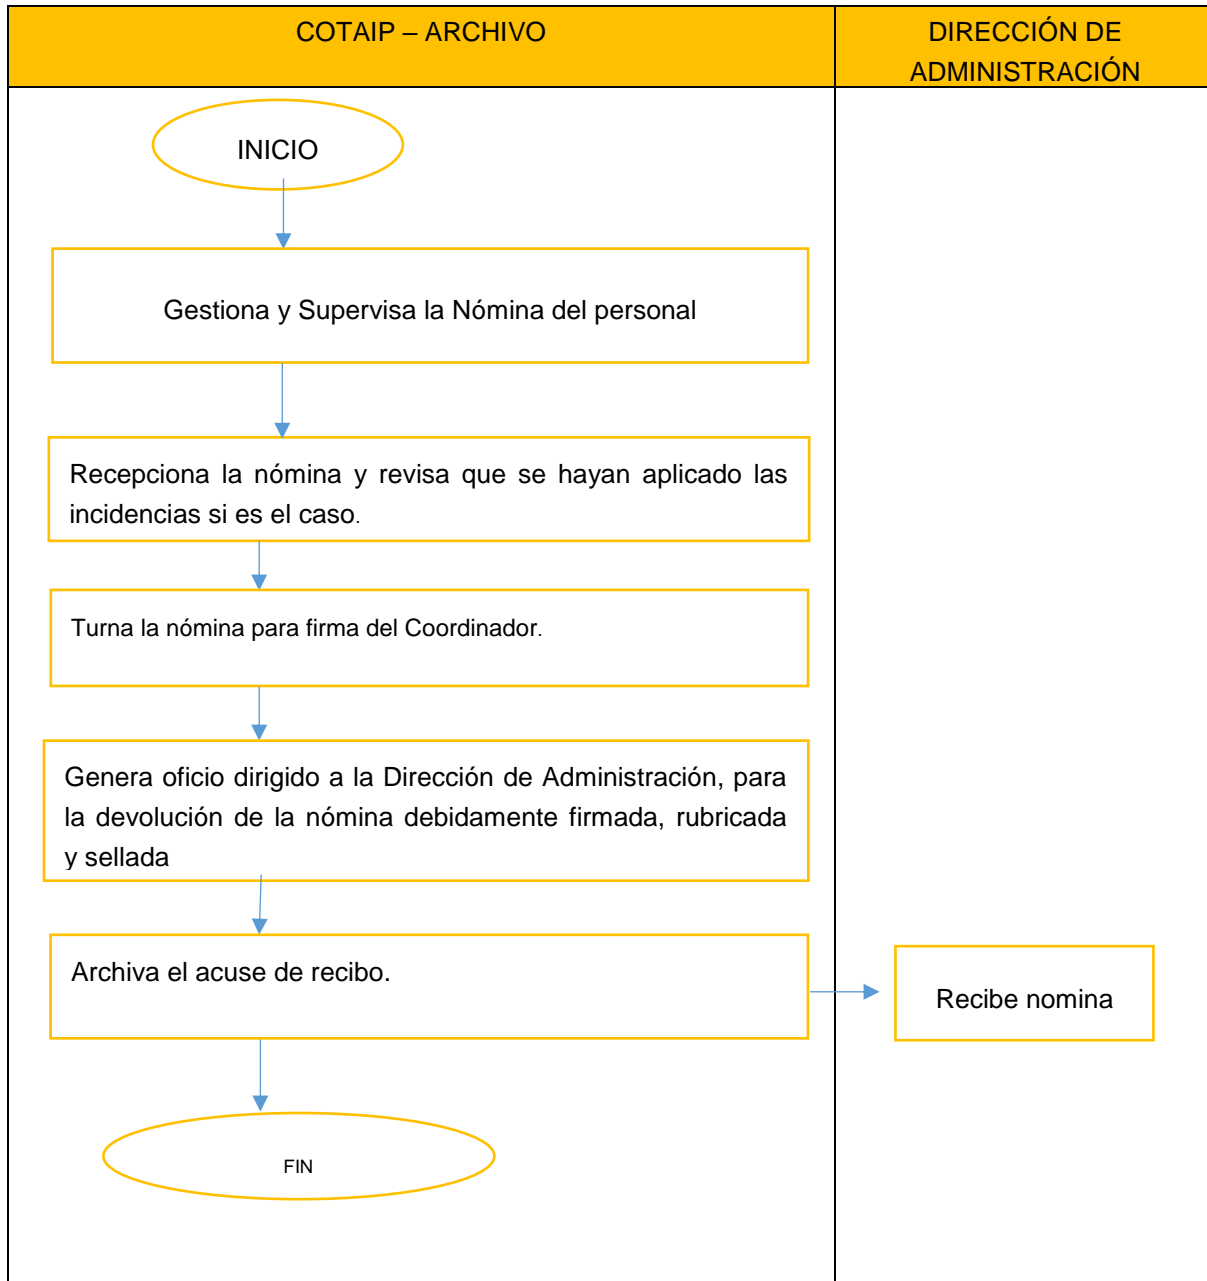 COTAIP – ARCHIVO
DIRECCIÓN DE
ADMINISTRACIÓN
INICIO
Gestiona y Supervisa la Nómina del personal
Recepciona la nómina y revisa que se hayan aplicado las
incidencias si es el caso.
Turna la nómina para firma del Coordinador.
Genera oficio dirigido a la Dirección de Administración, para
la devolución de la nómina debidamente firmada, rubricada
y sellada
Archiva el acuse de recibo.
Recibe nomina
FIN